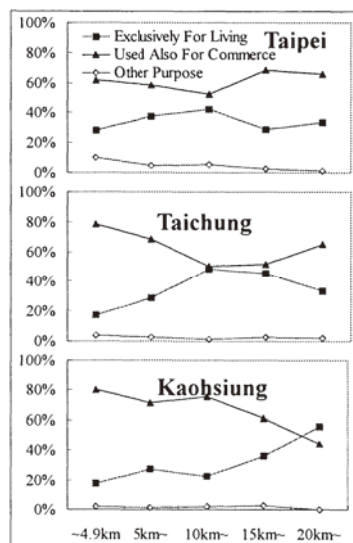 100%
80%
60%
40%
20%
0%
Exclusively For Living
Used Also For Commerce
Other Purpose
Taipei
100%
80%
60%
40%
20%
0%
Taichung
100%
80%
60%
40%
20%
0%
Kaohsiung
~4.9km 5km~ 10km~ 15km~ 20km~